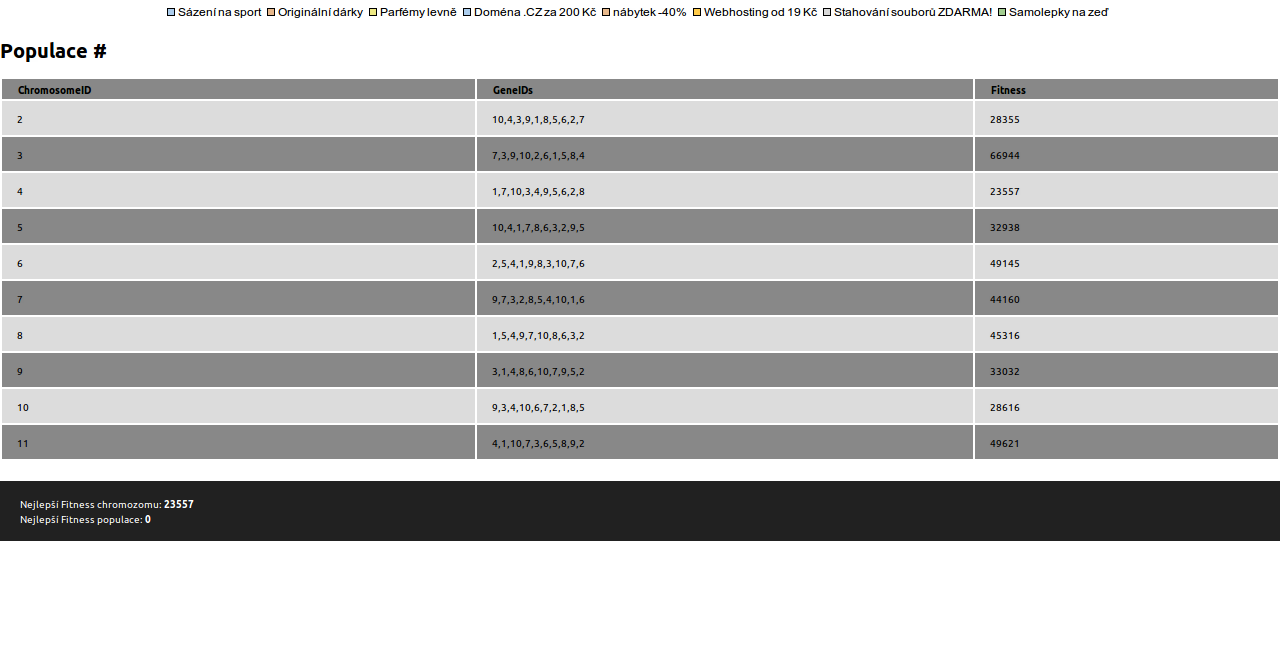 Sázení na sport Originální dárky Parfémy levně Doména .CZ za 200 Kč nábytek -40% Webhosting od 19 Kč Stahování souborů ZDARMA! Samolepky na zeď
Populace #
ChromosomeID GeneIDs Fitness
2 10,4,3,9,1,8,5,6,2,7 28355
3 7,3,9,10,2,6,1,5,8,4 66944
4 1,7,10,3,4,9,5,6,2,8 23557
5 10,4,1,7,8,6,3,2,9,5 32938
6 2,5,4,1,9,8,3,10,7,6 49145
7 9,7,3,2,8,5,4,10,1,6 44160
8 1,5,4,9,7,10,8,6,3,2 45316
9 3,1,4,8,6,10,7,9,5,2 33032
10 9,3,4,10,6,7,2,1,8,5 28616
11 4,1,10,7,3,6,5,8,9,2 49621
Nejlepší Fitness chromozomu: 23557
Nejlepší Fitness populace: 0